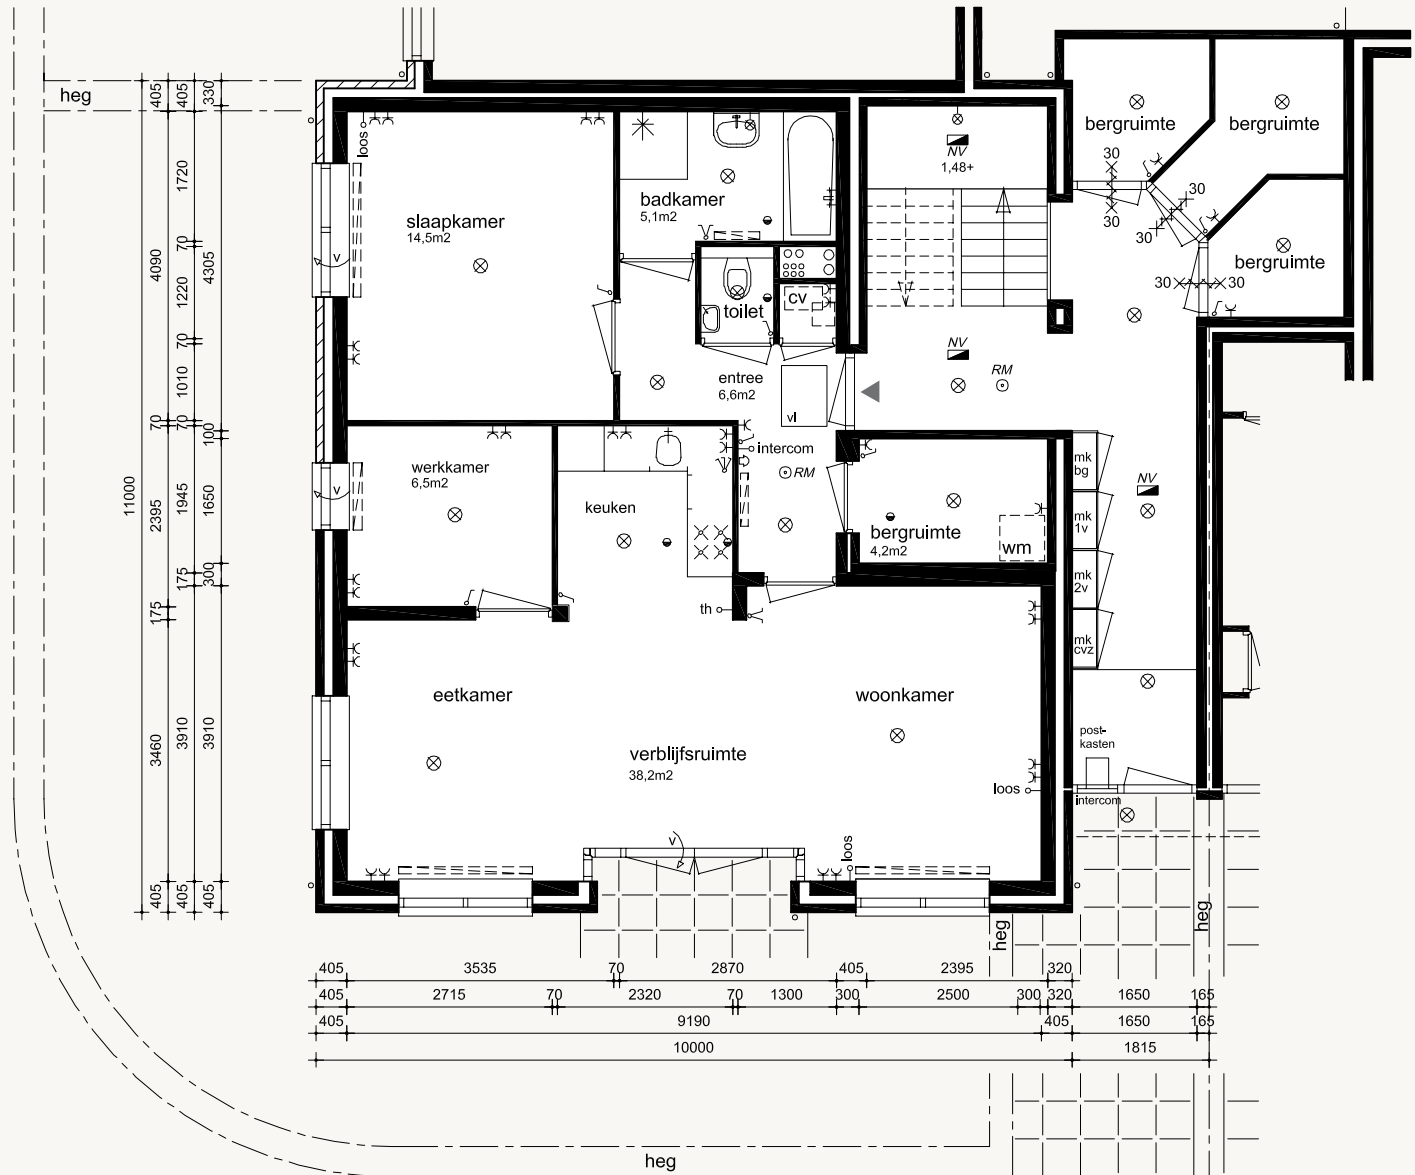 heg
bergruimte
bergruimte
bergruimte
30
30
30
30
30
30
NV
1,48+
loos
badkamer
5,1m2
slaapkamer
14,5m2
v
cv
toilet
entree
6,6m2
vl
NV
RM
intercom
RM
werkkamer
6,5m2
v
keuken
bergruimte
4,2m2
wm
mk
bg
mk
1v
mk
2v
mk
cvz
NV
th
eetkamer
woonkamer
verblijfsruimte
38,2m2
loos
loos
v
post-
kasten
intercom
heg
heg
heg
11000
405
4090
70
2395
175
3460
405
405
1720
70
1220
70
1010
70
1945
175
3910
405
330
4305
100
1650
300
3910
405
405
3535
70
2870
405
2395
320
405
2715
70
2320
70
1300
300
2500
300
320
1650
165
405
9190
405
1650
165
10000
1815